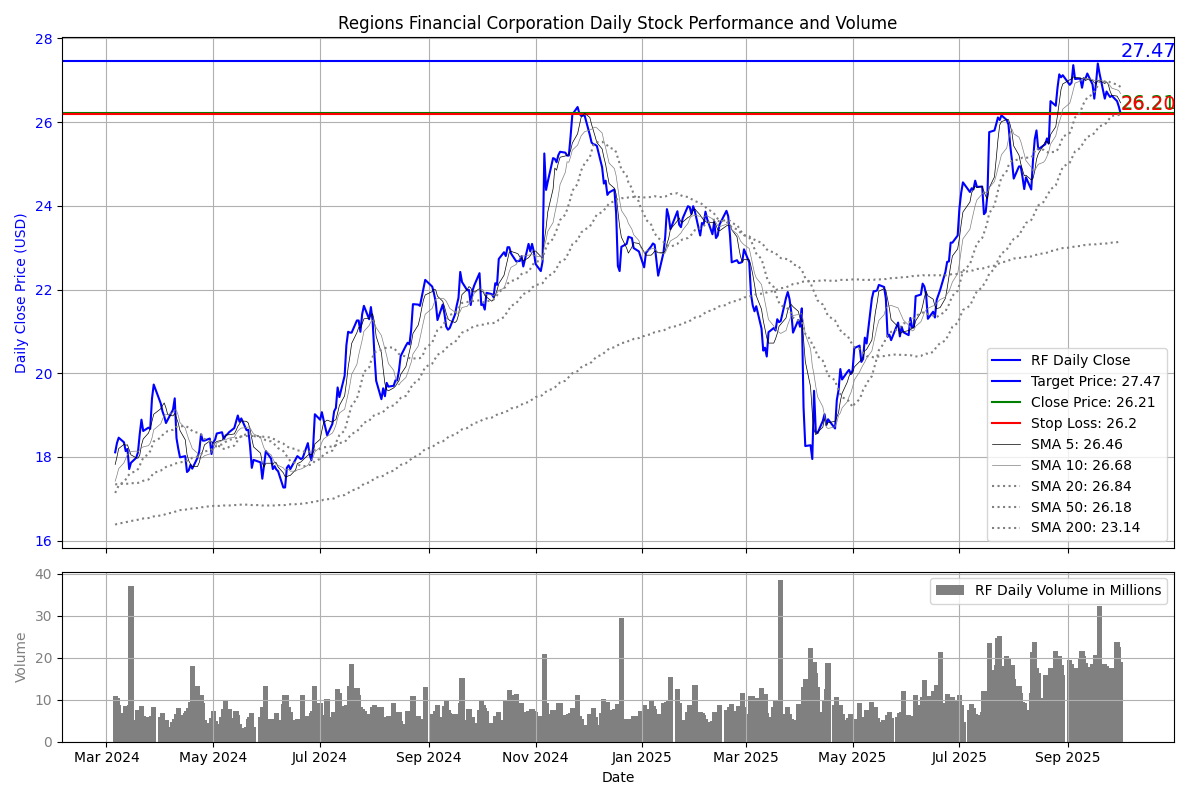 Regions Financial Corporation Daily Stock Performance and Volume
Daily Close Price (USD)
28
26
24
22
20
18
16
27.47
26.21
26.20
RF Daily Close
Target Price: 27.47
Close Price: 26.21
Stop Loss: 26.2
SMA 5: 26.46
SMA 10: 26.68
SMA 20: 26.84
SMA 50: 26.18
SMA 200: 23.14
Volume
40
30
20
10
0
RF Daily Volume in Millions
Mar 2024 May 2024 Jul 2024 Sep 2024 Nov 2024 Jan 2025 Mar 2025 May 2025 Jul 2025 Sep 2025
Date